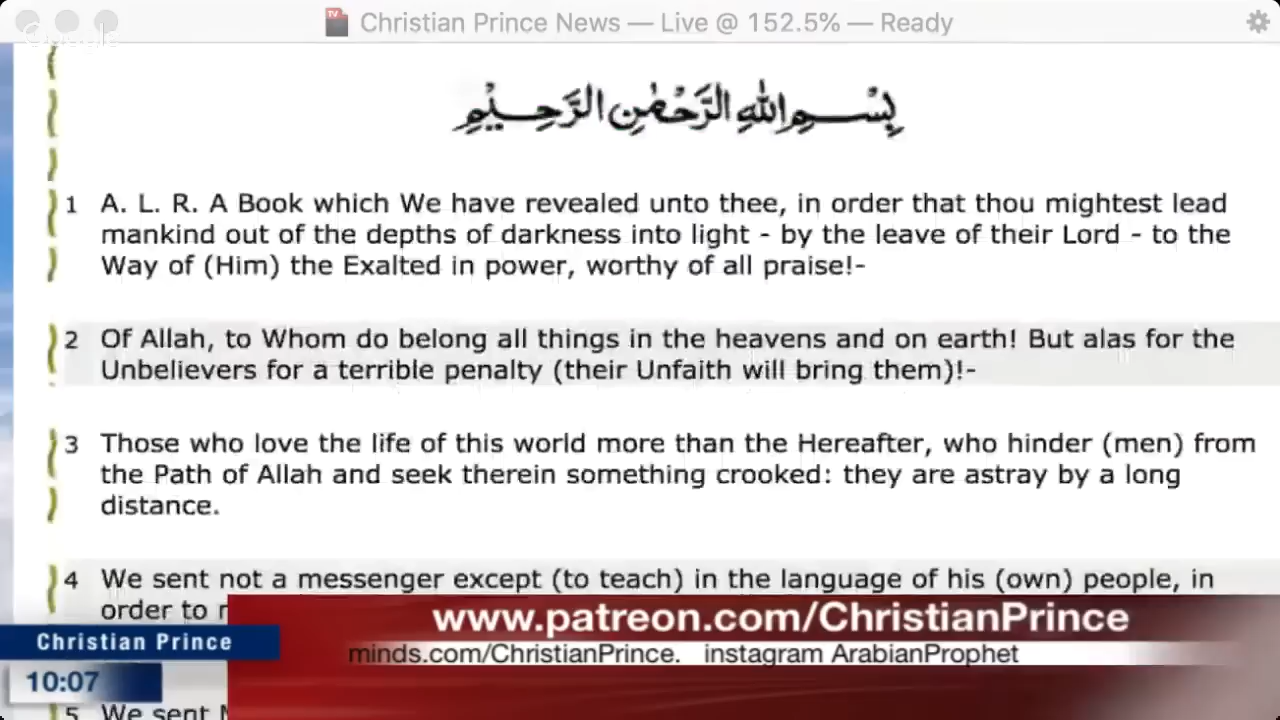 Christian Prince News — Live @ 152.5% — Ready
Google
بِسْمِ اللهِ الرَّحْمٰنِ الرَّحِيْمِ
1 A. L. R. A Book which We have revealed unto thee, in order that thou mightest lead
mankind out of the depths of darkness into light - by the leave of their Lord - to the
Way of (Him) the Exalted in power, worthy of all praise!-
2 Of Allah, to Whom do belong all things in the heavens and on earth! But alas for the
Unbelievers for a terrible penalty (their Unfaith will bring them)!-
3 Those who love the life of this world more than the Hereafter, who hinder (men) from
the Path of Allah and seek therein something crooked: they are astray by a long
distance.
4 We sent not a messenger except (to teach) in the language of his (own) people, in
order to
www.patreon.com/ChristianPrince
Christian Prince
minds.com/ChristianPrince. instagram ArabianProphet
10:07
5 We sent